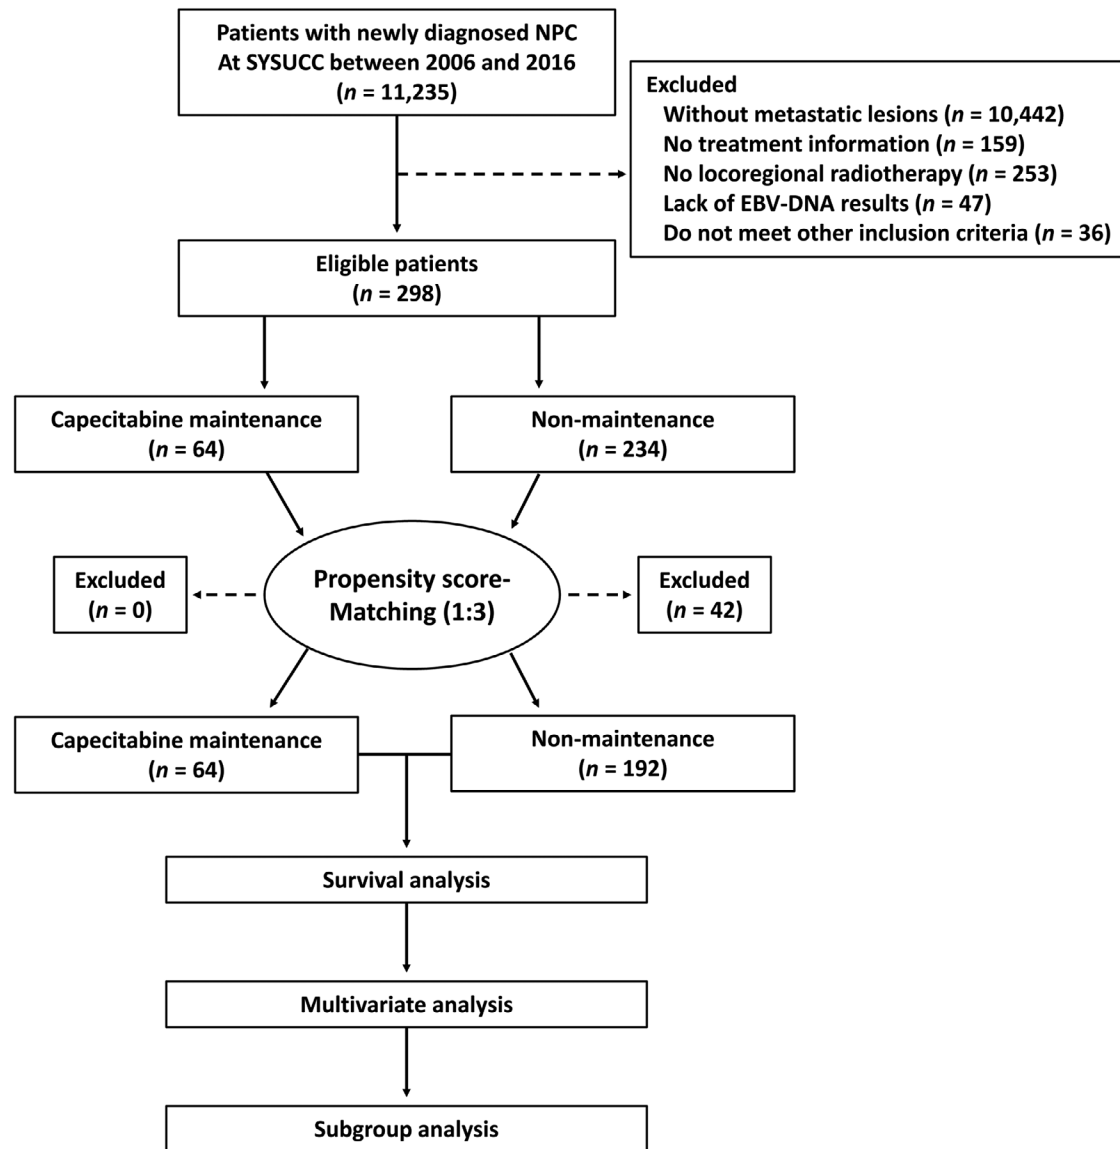 Patients with newly diagnosed NPC
At SYSUCC between 2006 and 2016
(n = 11,235)
Excluded
Without metastatic lesions (n = 10,442)
No treatment information (n = 159)
No locoregional radiotherapy (n = 253)
Lack of EBV-DNA results (n = 47)
Do not meet other inclusion criteria (n = 36)
Eligible patients
(n = 298)
Capecitabine maintenance
(n = 64)
Non-maintenance
(n = 234)
Excluded
(n = 0)
Propensity score-
Matching (1:3)
Excluded
(n = 42)
Capecitabine maintenance
(n = 64)
Non-maintenance
(n = 192)
Survival analysis
Multivariate analysis
Subgroup analysis